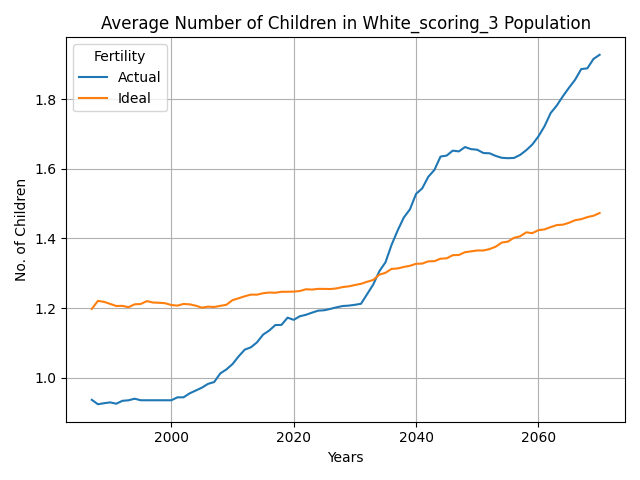 Average Number of Children in White_scoring_3 Population
Fertility
Actual
Ideal
No. of Children
1.8
1.6
1.4
1.2
1.0
2000
2020
2040
2060
Years